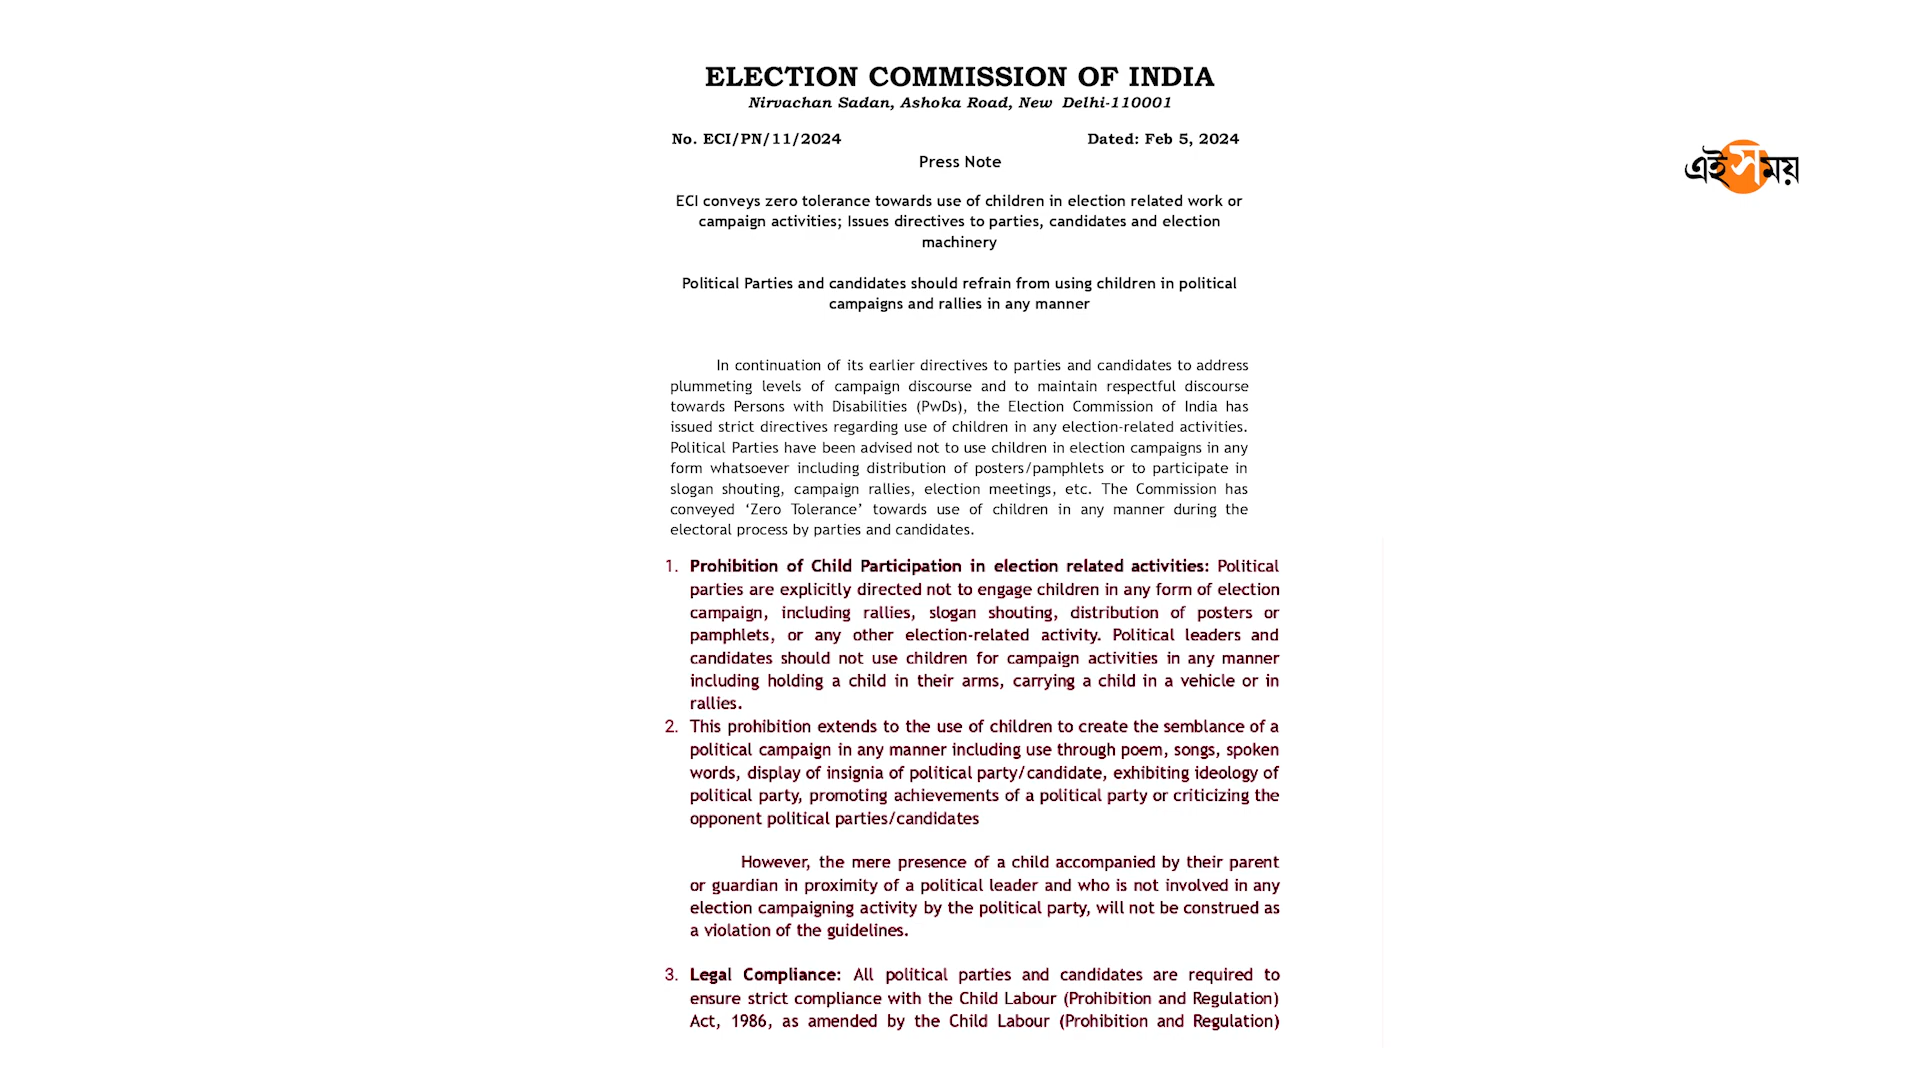 ELECTION COMMISSION OF INDIA
Nirvachan Sadan, Ashoka Road, New Delhi-110001
No. ECI/PN/11/2024 Dated: Feb 5, 2024
Press Note
এই সময়
ECI conveys zero tolerance towards use of children in election related work or
campaign activities; Issues directives to parties, candidates and election
machinery
Political Parties and candidates should refrain from using children in political
campaigns and rallies in any manner
In continuation of its earlier directives to parties and candidates to address
plummeting levels of campaign discourse and to maintain respectful discourse
towards Persons with Disabilities (PwDs), the Election Commission of India has
issued strict directives regarding use of children in any election-related activities.
Political Parties have been advised not to use children in election campaigns in any
form whatsoever including distribution of posters/pamphlets or to participate in
slogan shouting, campaign rallies, election meetings, etc. The Commission has
conveyed ‘Zero Tolerance’ towards use of children in any manner during the
electoral process by parties and candidates.
1. Prohibition of Child Participation in election related activities: Political
parties are explicitly directed not to engage children in any form of election
campaign, including rallies, slogan shouting, distribution of posters or
pamphlets, or any other election-related activity. Political leaders and
candidates should not use children for campaign activities in any manner
including holding a child in their arms, carrying a child in a vehicle or in
rallies.
2. This prohibition extends to the use of children to create the semblance of a
political campaign in any manner including use through poem, songs, spoken
words, display of insignia of political party/candidate, exhibiting ideology of
political party, promoting achievements of a political party or criticizing the
opponent political parties/candidates
However, the mere presence of a child accompanied by their parent
or guardian in proximity of a political leader and who is not involved in any
election campaigning activity by the political party, will not be construed as
a violation of the guidelines.
3. Legal Compliance: All political parties and candidates are required to
ensure strict compliance with the Child Labour (Prohibition and Regulation)
Act, 1986, as amended by the Child Labour (Prohibition and Regulation)